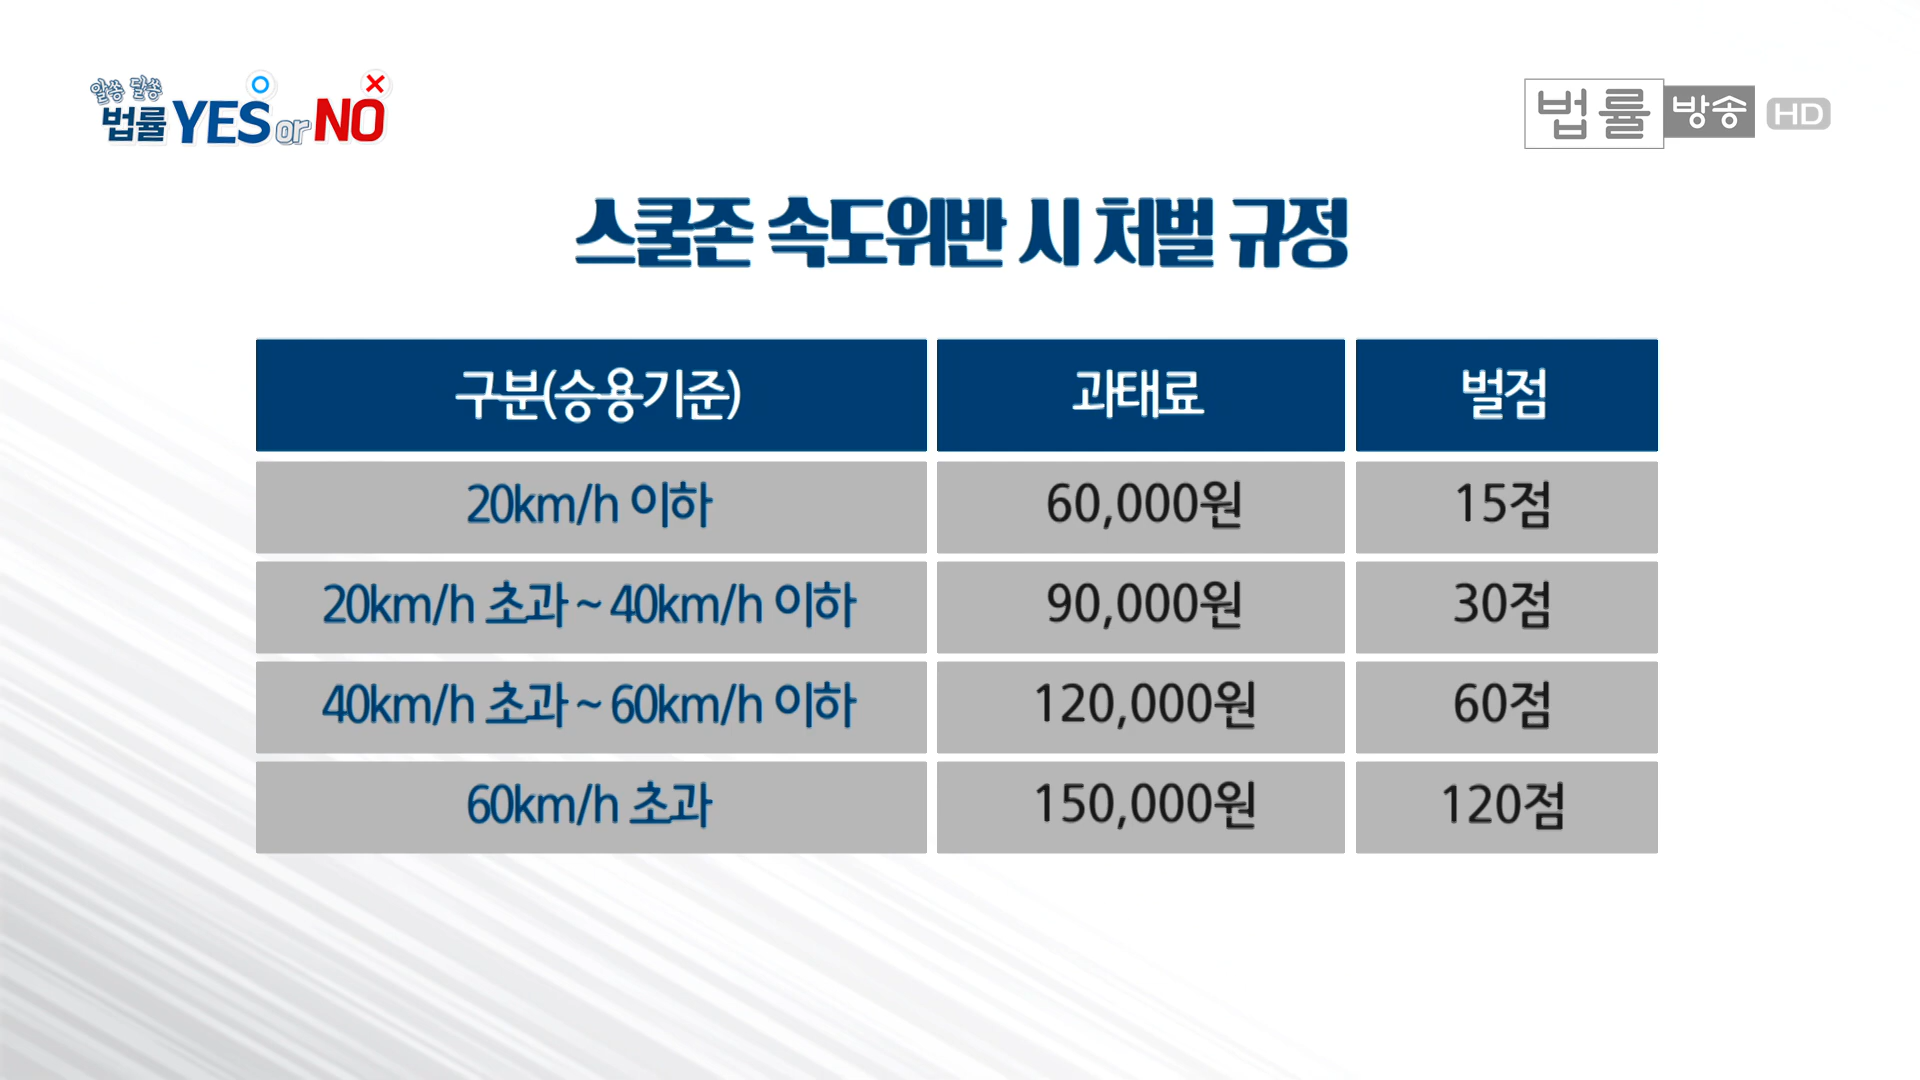 알쏭 달쏭
법률 YES or NO
법률방송 HD
스쿨존 속도위반 시 처벌 규정
구분(승용기준) 과태료 벌점
20km/h 이하 60,000원 15점
20km/h 초과 ~ 40km/h 이하 90,000원 30점
40km/h 초과 ~ 60km/h 이하 120,000원 60점
60km/h 초과 150,000원 120점